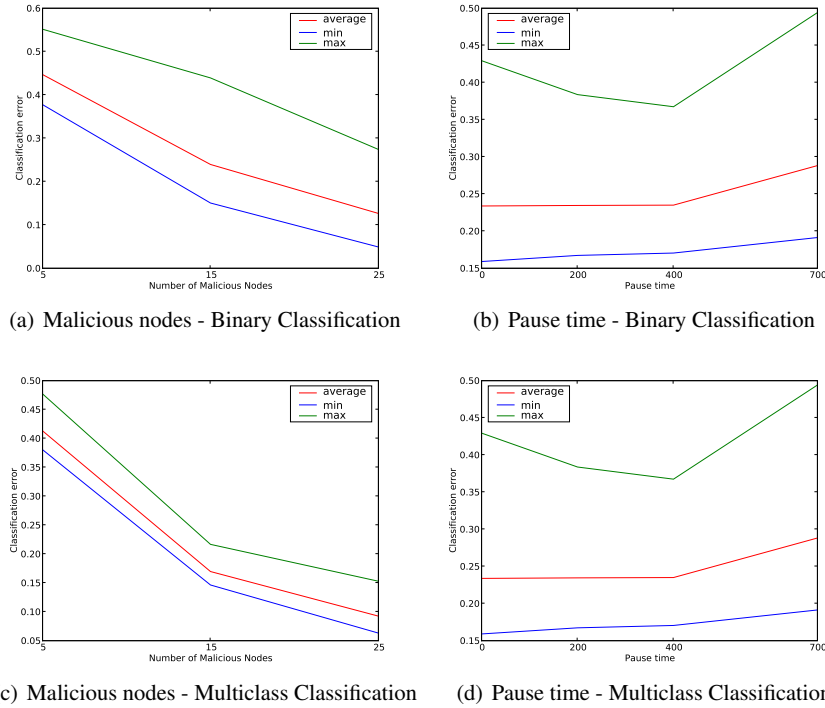 0.6
0.5
0.4
0.3
0.2
0.1
0.0
Classification error
average
min
max
5
15
25
Number of Malicious Nodes
(a) Malicious nodes - Binary Classification
0.50
0.45
0.40
0.35
0.30
0.25
0.20
0.15
Classification error
average
min
max
0
200
400
700
Pause time
(b) Pause time - Binary Classification
0.50
0.45
0.40
0.35
0.30
0.25
0.20
0.15
0.10
0.05
Classification error
average
min
max
5
15
25
Number of Malicious Nodes
c) Malicious nodes - Multiclass Classification
0.50
0.45
0.40
0.35
0.30
0.25
0.20
0.15
Classification error
average
min
max
0
200
400
700
Pause time
(d) Pause time - Multiclass Classification